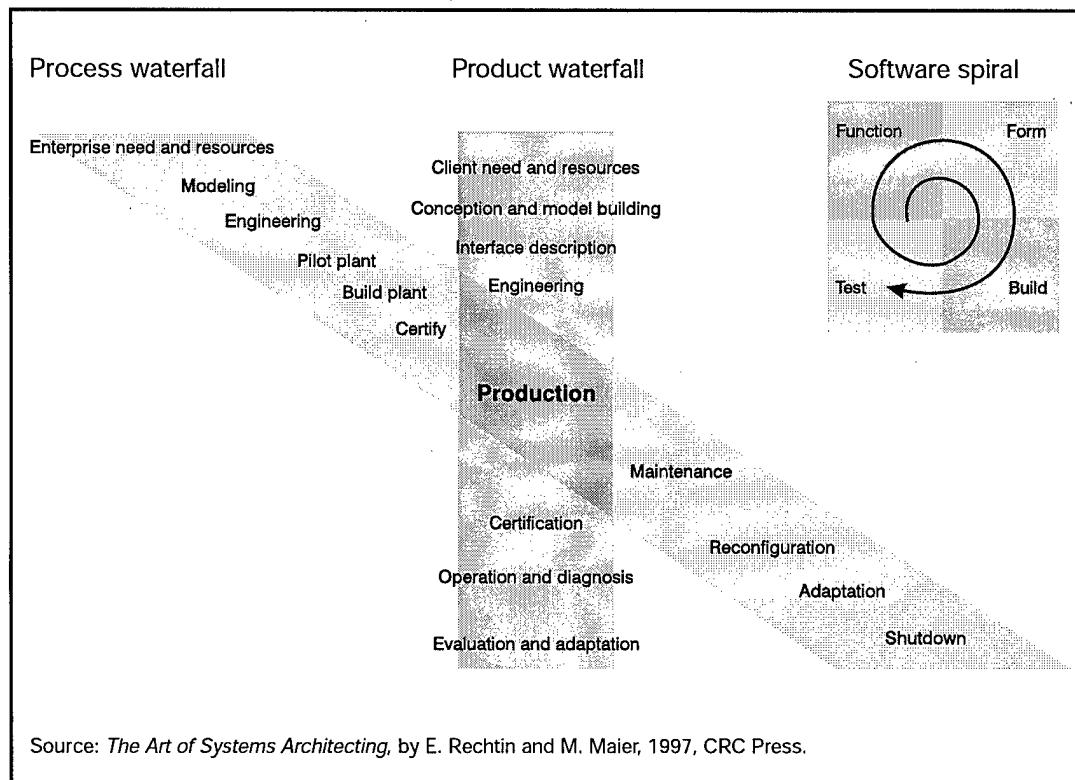 Process waterfall
Product waterfall
Software spiral
Enterprise need and resources
Modeling
Engineering
Pilot plant
Build plant
Certify
Client need and resources
Conception and model building
Interface description
Engineering
Production
Certification
Operation and diagnosis
Evaluation and adaptation
Maintenance
Reconfiguration
Adaptation
Shutdown
Function
Form
Test
Build
Source: The Art of Systems Architecting, by E. Rechtin and M. Maier, 1997, CRC Press.